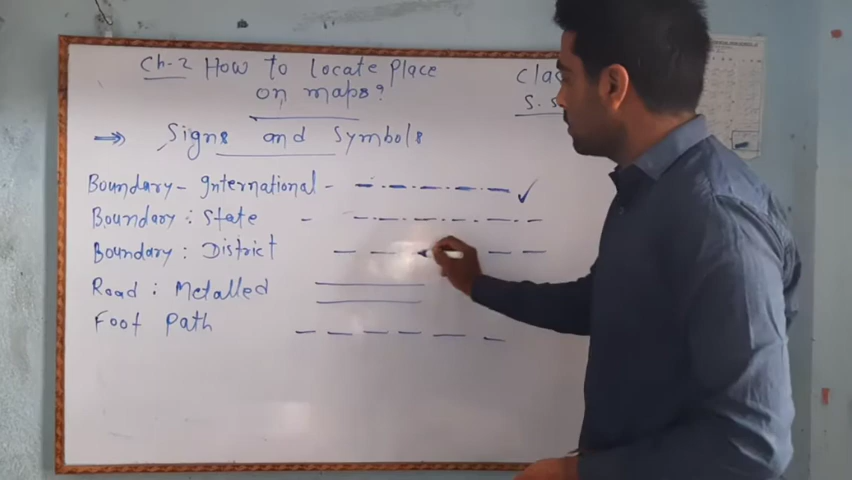 Ch-2 How to Locate Place
on maps?
Signs and Symbols
Boundary - International -
Boundary : State -
Boundary : District
Road : Metalled
Foot Path